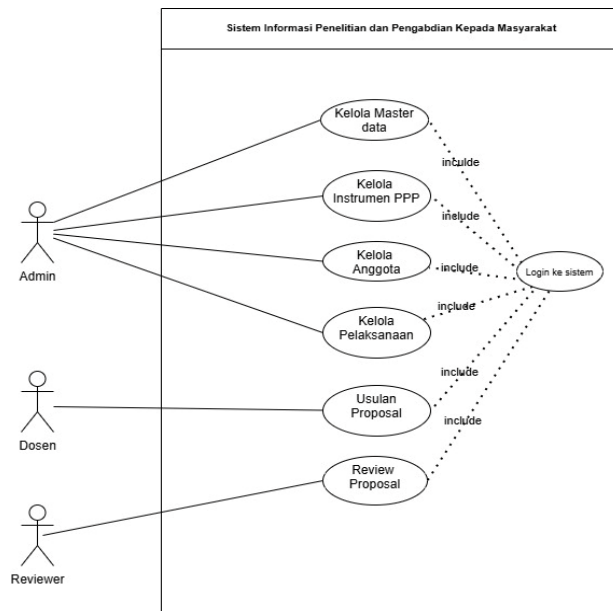 Sistem Informasi Penelitian dan Pengabdian Kepada Masyarakat
Kelola Master
data
inculde
Kelola
Instrumen PPP
include
Admin
Kelola
Anggota
include
Login ke sistem
include
Kelola
Pelaksanaan
include
Usulan
Proposal
Dosen
include
Review
Proposal
Reviewer